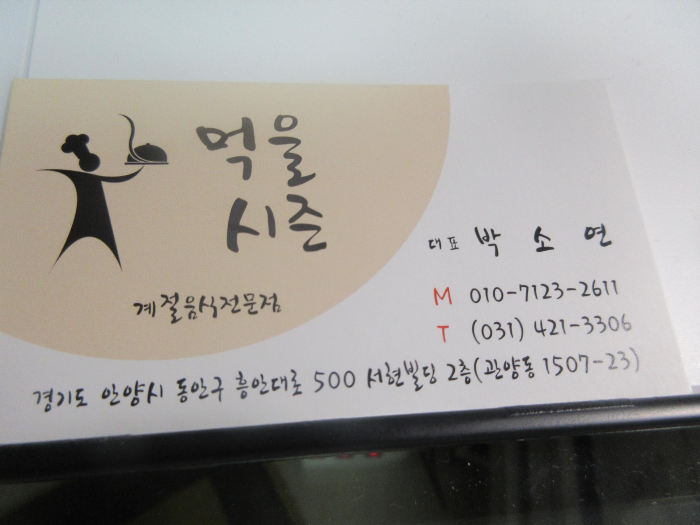 먹을
시즌
계절음식전문점
대표 박소연
M 010-7123-2611
T (031) 421-3306
경기도 안양시 동안구 흥안대로 500 서현빌딩 2층(관양동 1507-23)